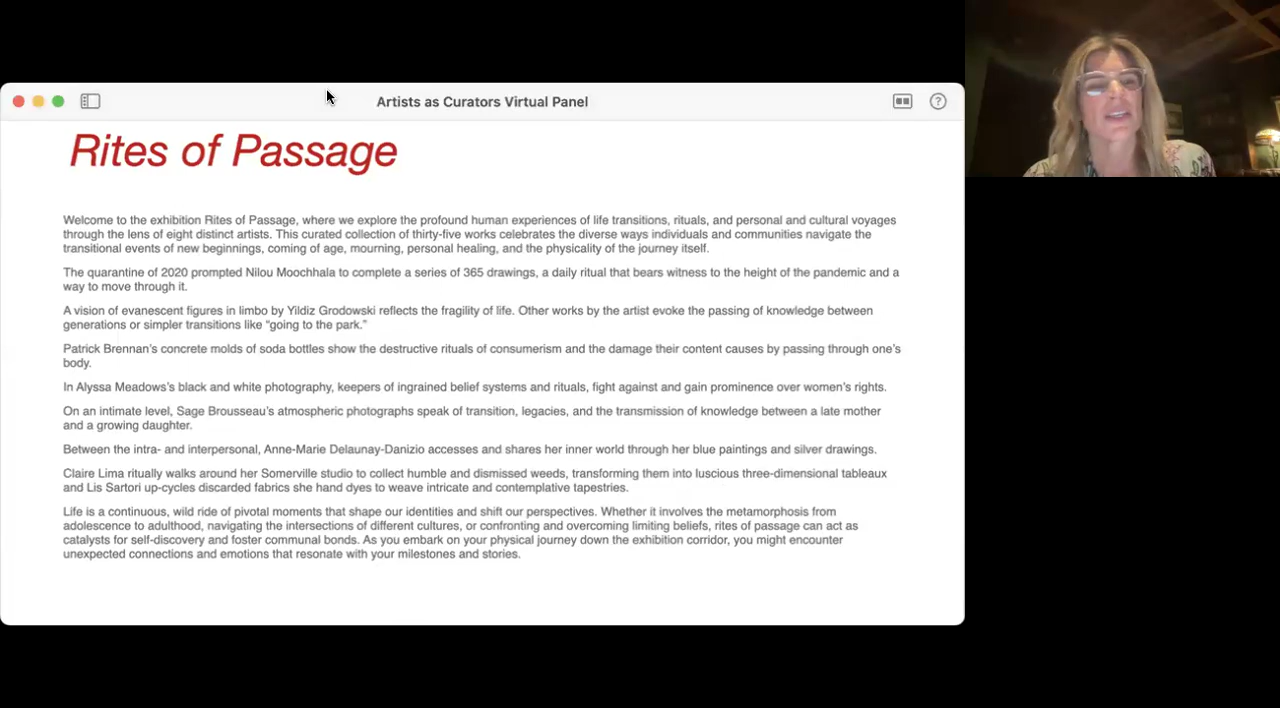 Artists as Curators Virtual Panel
Rites of Passage
Welcome to the exhibition Rites of Passage, where we explore the profound human experiences of life transitions, rituals, and personal and cultural voyages
through the lens of eight distinct artists. This curated collection of thirty-five works celebrates the diverse ways individuals and communities navigate the
transitional events of new beginnings, coming of age, mourning, personal healing, and the physicality of the journey itself.
The quarantine of 2020 prompted Nilou Moochhala to complete a series of 365 drawings, a daily ritual that bears witness to the height of the pandemic and a
way to move through it.
A vision of evanescent figures in limbo by Yildiz Grodowski reflects the fragility of life. Other works by the artist evoke the passing of knowledge between
generations or simpler transitions like “going to the park.”
Patrick Brennan’s concrete molds of soda bottles show the destructive rituals of consumerism and the damage their content causes by passing through one’s
body.
In Alyssa Meadows’s black and white photography, keepers of ingrained belief systems and rituals, fight against and gain prominence over women’s rights.
On an intimate level, Sage Brousseau’s atmospheric photographs speak of transition, legacies, and the transmission of knowledge between a late mother
and a growing daughter.
Between the intra- and interpersonal, Anne-Marie Delaunay-Danizio accesses and shares her inner world through her blue paintings and silver drawings.
Claire Lima ritually walks around her Somerville studio to collect humble and dismissed weeds, transforming them into luscious three-dimensional tableaux
and Lis Sartori up-cycles discarded fabrics she hand dyes to weave intricate and contemplative tapestries.
Life is a continuous, wild ride of pivotal moments that shape our identities and shift our perspectives. Whether it involves the metamorphosis from
adolescence to adulthood, navigating the intersections of different cultures, or confronting and overcoming limiting beliefs, rites of passage can act as
catalysts for self-discovery and foster communal bonds. As you embark on your physical journey down the exhibition corridor, you might encounter
unexpected connections and emotions that resonate with your milestones and stories.